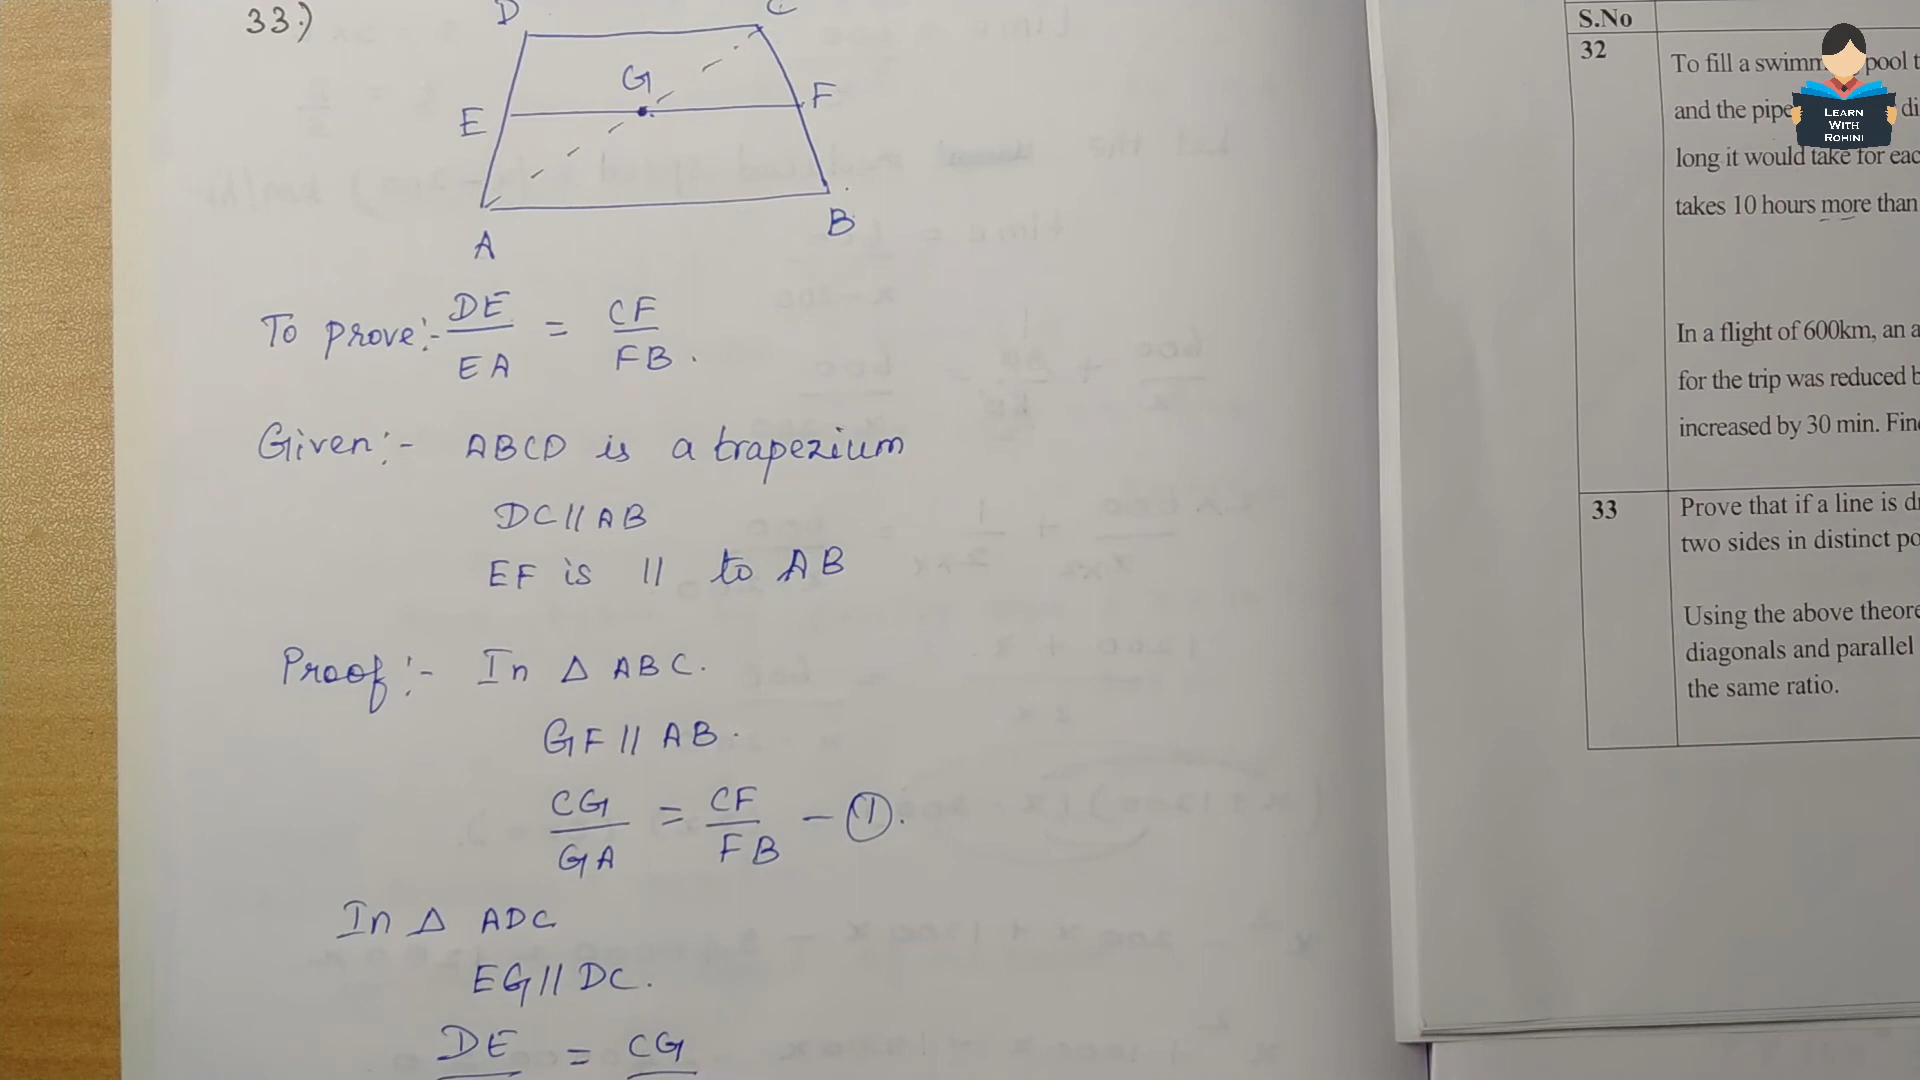 33:)
D
C
G
E
F
A
B
To prove:- DE/EA = CF/FB.
Given:- ABCD is a trapezium
DC // AB
EF is // to AB
Proof:- In Δ ABC.
GF // AB.
CG/GA = CF/FB - ①.
In Δ ADC
EG // DC.
DE = CG
S.No
32
To fill a swimm pool t
and the pipe di
long it would take for eac
takes 10 hours more than
In a flight of 600km, an a
for the trip was reduced b
increased by 30 min. Fin
33
Prove that if a line is d
two sides in distinct po
Using the above theore
diagonals and parallel
the same ratio.
LEARN
WITH
ROHINI